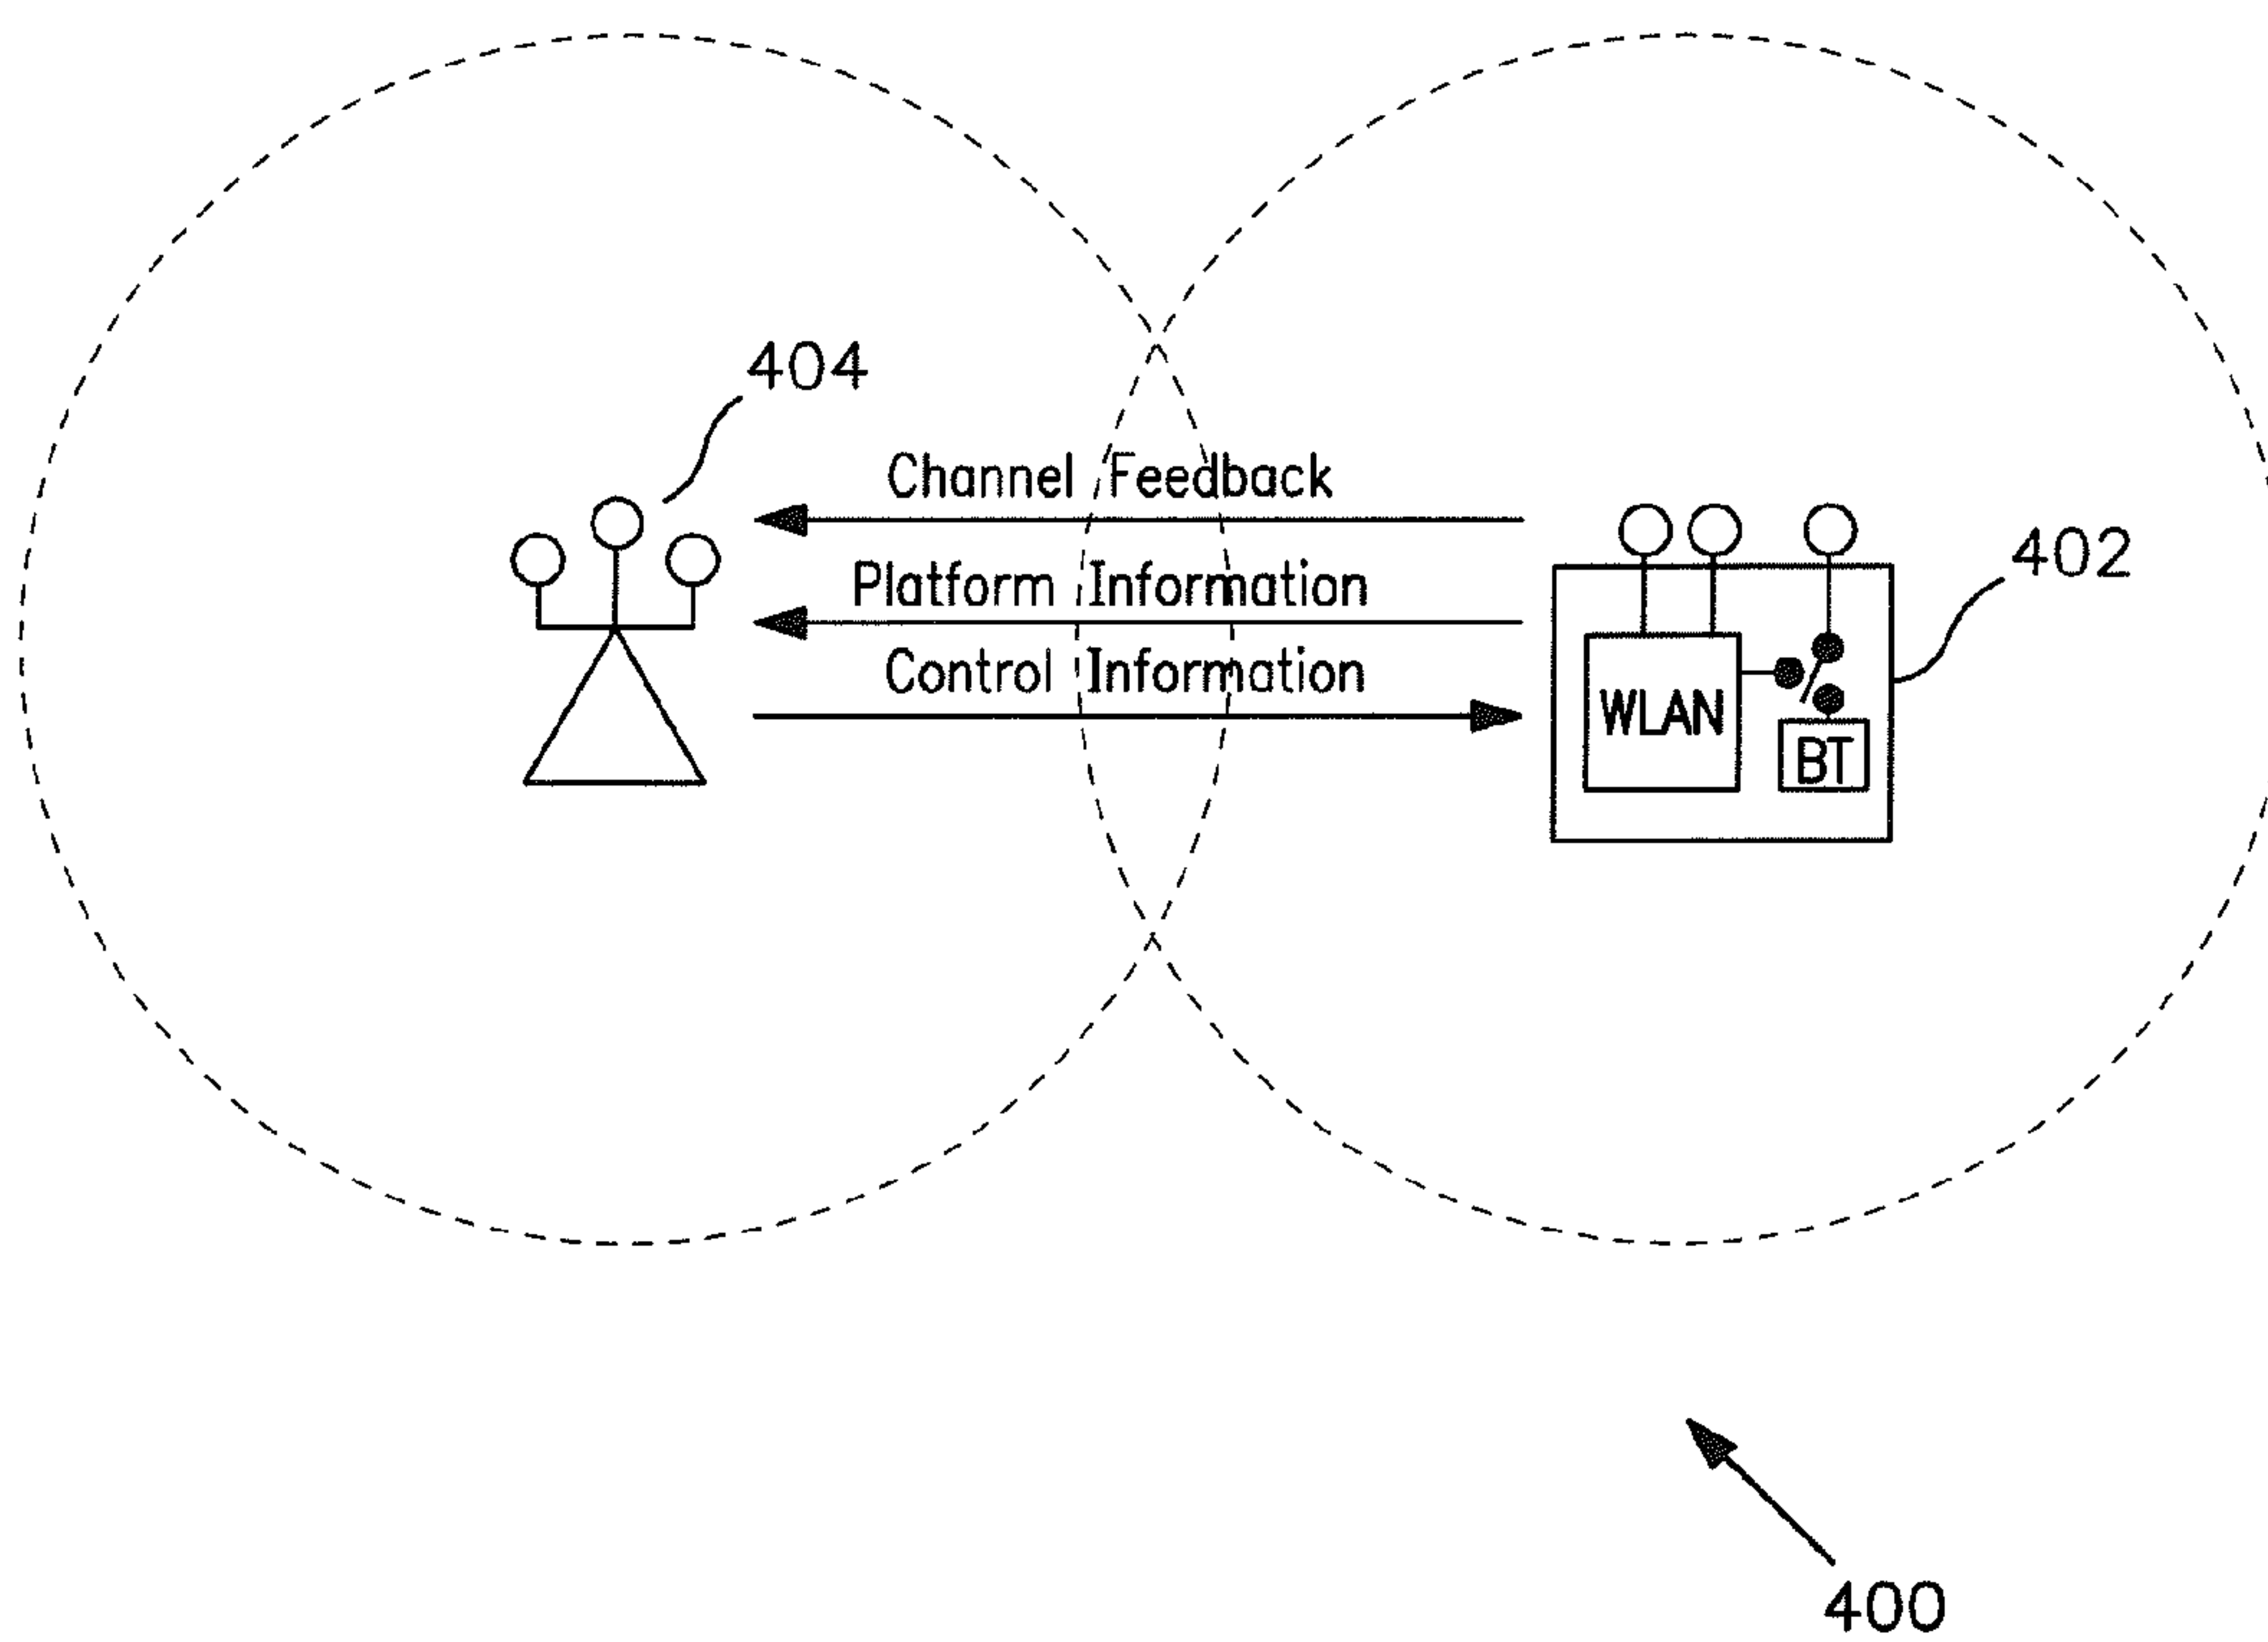 404
Channel Feedback
402
Platform Information
Control Information
WLAN
BT
400